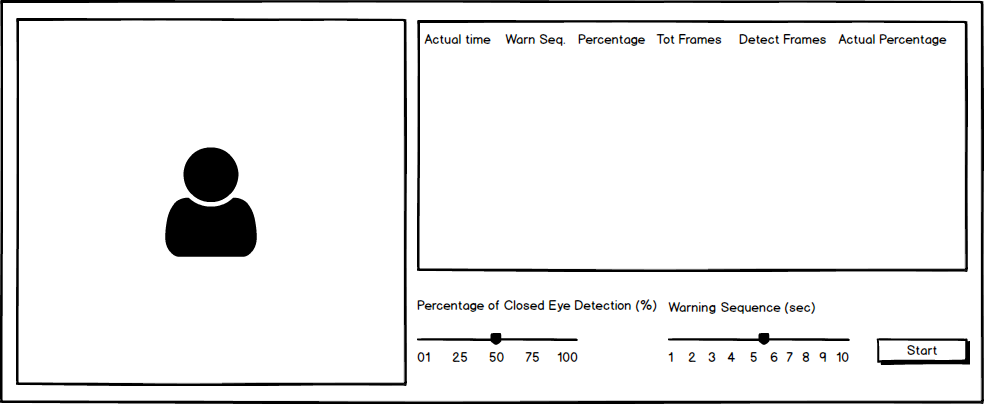 Actual time Warn Seq. Percentage Tot Frames Detect Frames Actual Percentage
Percentage of Closed Eye Detection (%) Warning Sequence (sec)
01 25 50 75 100 1 2 3 4 5 6 7 8 9 10
Start